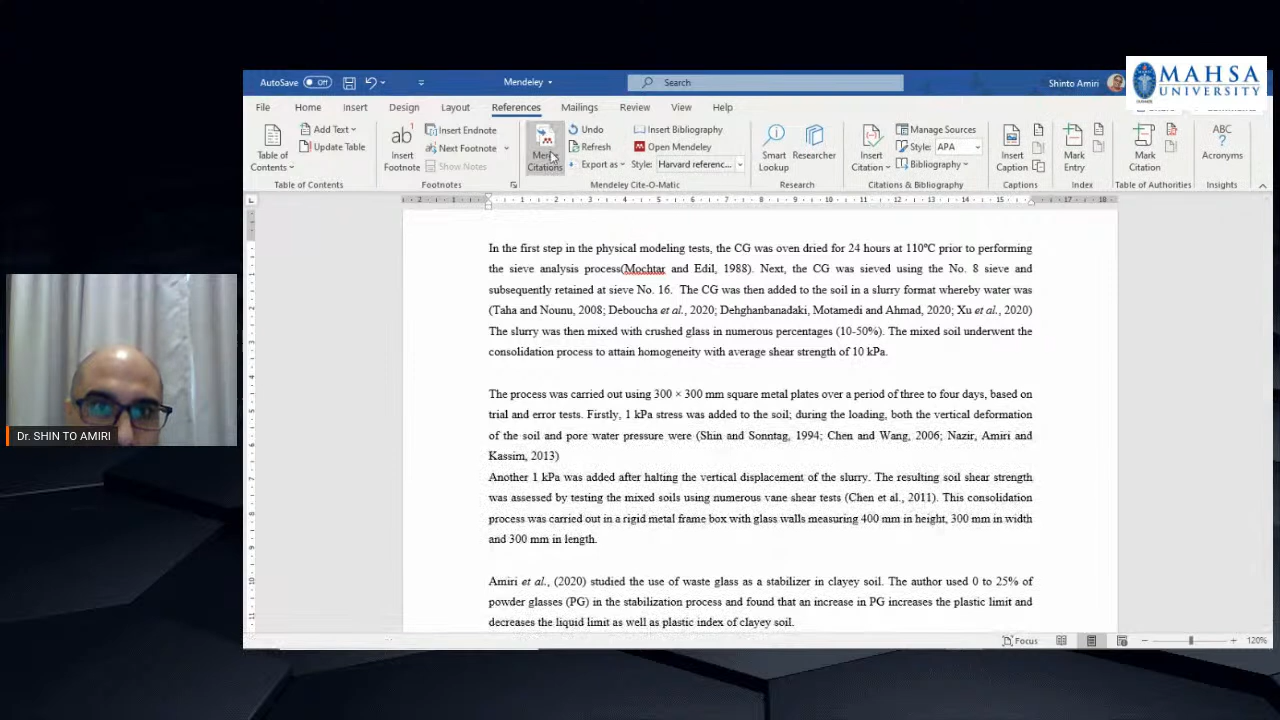 MAHSA
UNIVERSITY
AutoSave Off
Mendeley
Search
Shinto Amiri
File Home Insert Design Layout References Mailings Review View Help
Table of
Contents
Add Text
Update Table
Table of Contents
ab
Insert
Footnote
Insert Endnote
Next Footnote
Show Notes
Footnotes
Citations
Undo
Refresh
Export as
Insert Bibliography
Open Mendeley
Style: Harvard referenc...
Mendeley Cite-O-Matic
Smart
Lookup
Researcher
Research
Insert
Citation
Manage Sources
Style: APA
Bibliography
Citations & Bibliography
Insert
Caption
Captions
Mark
Entry
Index
Mark
Citation
Table of Authorities
ABC
?
Acronyms
Insights
In the first step in the physical modeling tests, the CG was oven dried for 24 hours at 110°C prior to performing
the sieve analysis process(Mochtar and Edil, 1988). Next, the CG was sieved using the No. 8 sieve and
subsequently retained at sieve No. 16. The CG was then added to the soil in a slurry format whereby water was
(Taha and Nounu, 2008; Deboucha et al., 2020; Dehghanbanadaki, Motamedi and Ahmad, 2020; Xu et al., 2020)
The slurry was then mixed with crushed glass in numerous percentages (10-50%). The mixed soil underwent the
consolidation process to attain homogeneity with average shear strength of 10 kPa.
The process was carried out using 300 × 300 mm square metal plates over a period of three to four days, based on
trial and error tests. Firstly, 1 kPa stress was added to the soil; during the loading, both the vertical deformation
of the soil and pore water pressure were (Shin and Sonntag, 1994; Chen and Wang, 2006; Nazir, Amiri and
Kassim, 2013)
Another 1 kPa was added after halting the vertical displacement of the slurry. The resulting soil shear strength
was assessed by testing the mixed soils using numerous vane shear tests (Chen et al., 2011). This consolidation
process was carried out in a rigid metal frame box with glass walls measuring 400 mm in height, 300 mm in width
and 300 mm in length.
Amiri et al., (2020) studied the use of waste glass as a stabilizer in clayey soil. The author used 0 to 25% of
powder glasses (PG) in the stabilization process and found that an increase in PG increases the plastic limit and
decreases the liquid limit as well as plastic index of clayey soil.
Dr. SHIN TO AMIRI
Focus
120%